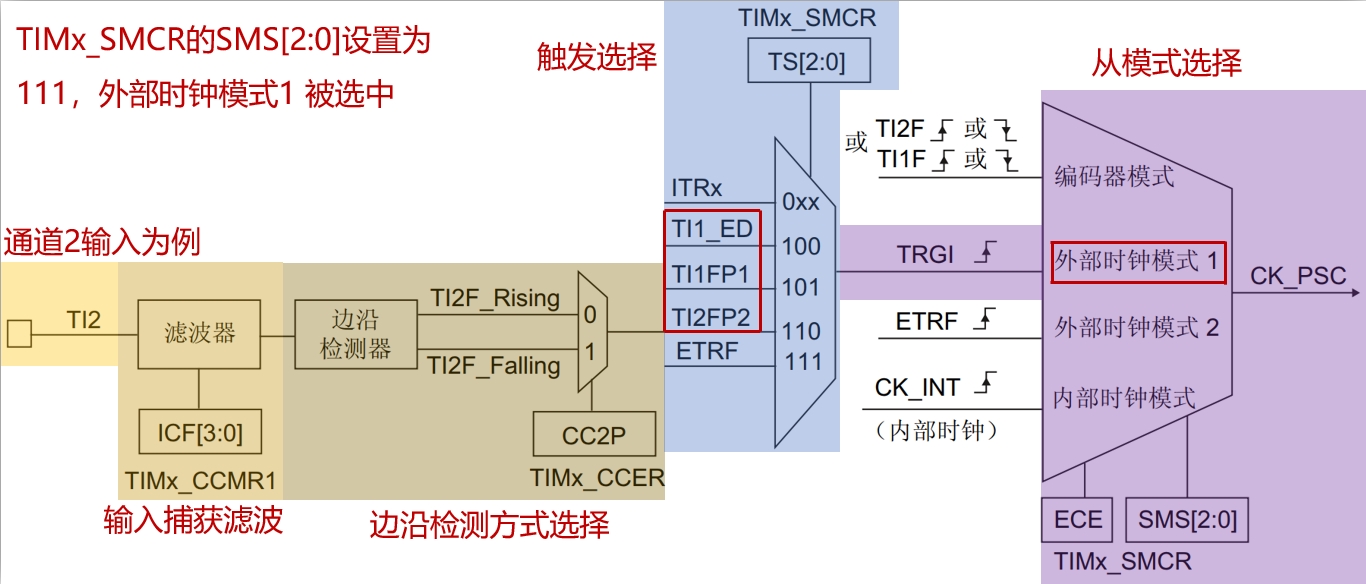 TIMx_SMCR的SMS[2:0]设置为
111，外部时钟模式1 被选中
触发选择
TIMx_SMCR
TS[2:0]
从模式选择
或
TI2F 或
TI1F 或
编码器模式
ITRx
0xx
TI1_ED
100
TI1FP1
101
TI2FP2
110
ETRF
111
TRGI
外部时钟模式 1
CK_PSC
ETRF
外部时钟模式 2
CK_INT
内部时钟模式
（内部时钟）
通道2输入为例
TI2
滤波器
边沿
检测器
TI2F_Rising
0
TI2F_Falling
1
ICF[3:0]
CC2P
TIMx_CCMR1
TIMx_CCER
输入捕获滤波
边沿检测方式选择
ECE
SMS[2:0]
TIMx_SMCR